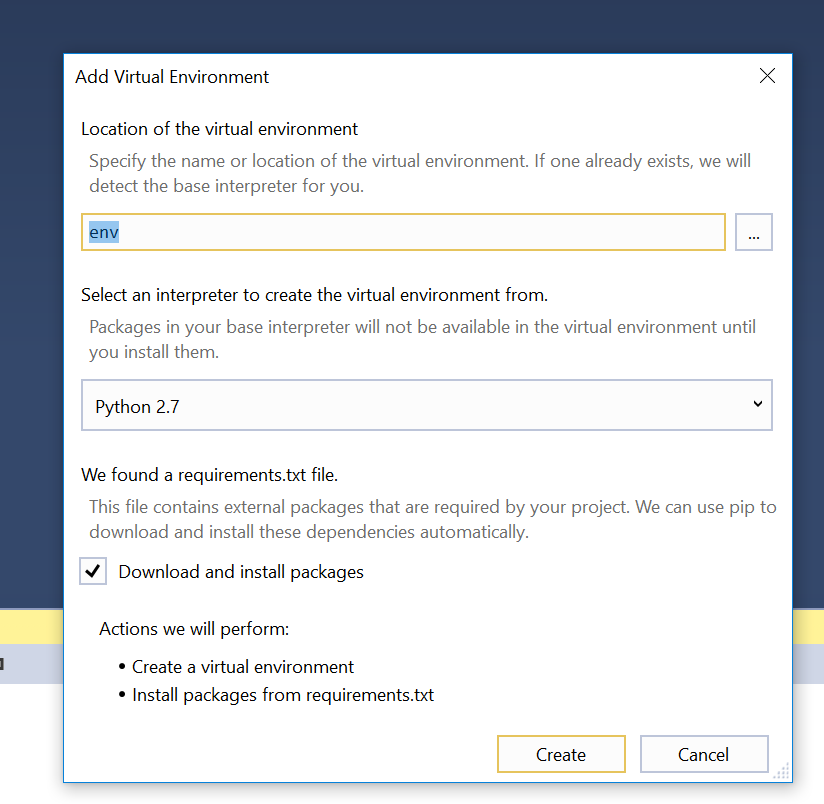 Add Virtual Environment
Location of the virtual environment
Specify the name or location of the virtual environment. If one already exists, we will
detect the base interpreter for you.
env
...
Select an interpreter to create the virtual environment from.
Packages in your base interpreter will not be available in the virtual environment until
you install them.
Python 2.7
We found a requirements.txt file.
This file contains external packages that are required by your project. We can use pip to
download and install these dependencies automatically.
Download and install packages
Actions we will perform:
• Create a virtual environment
• Install packages from requirements.txt
Create
Cancel